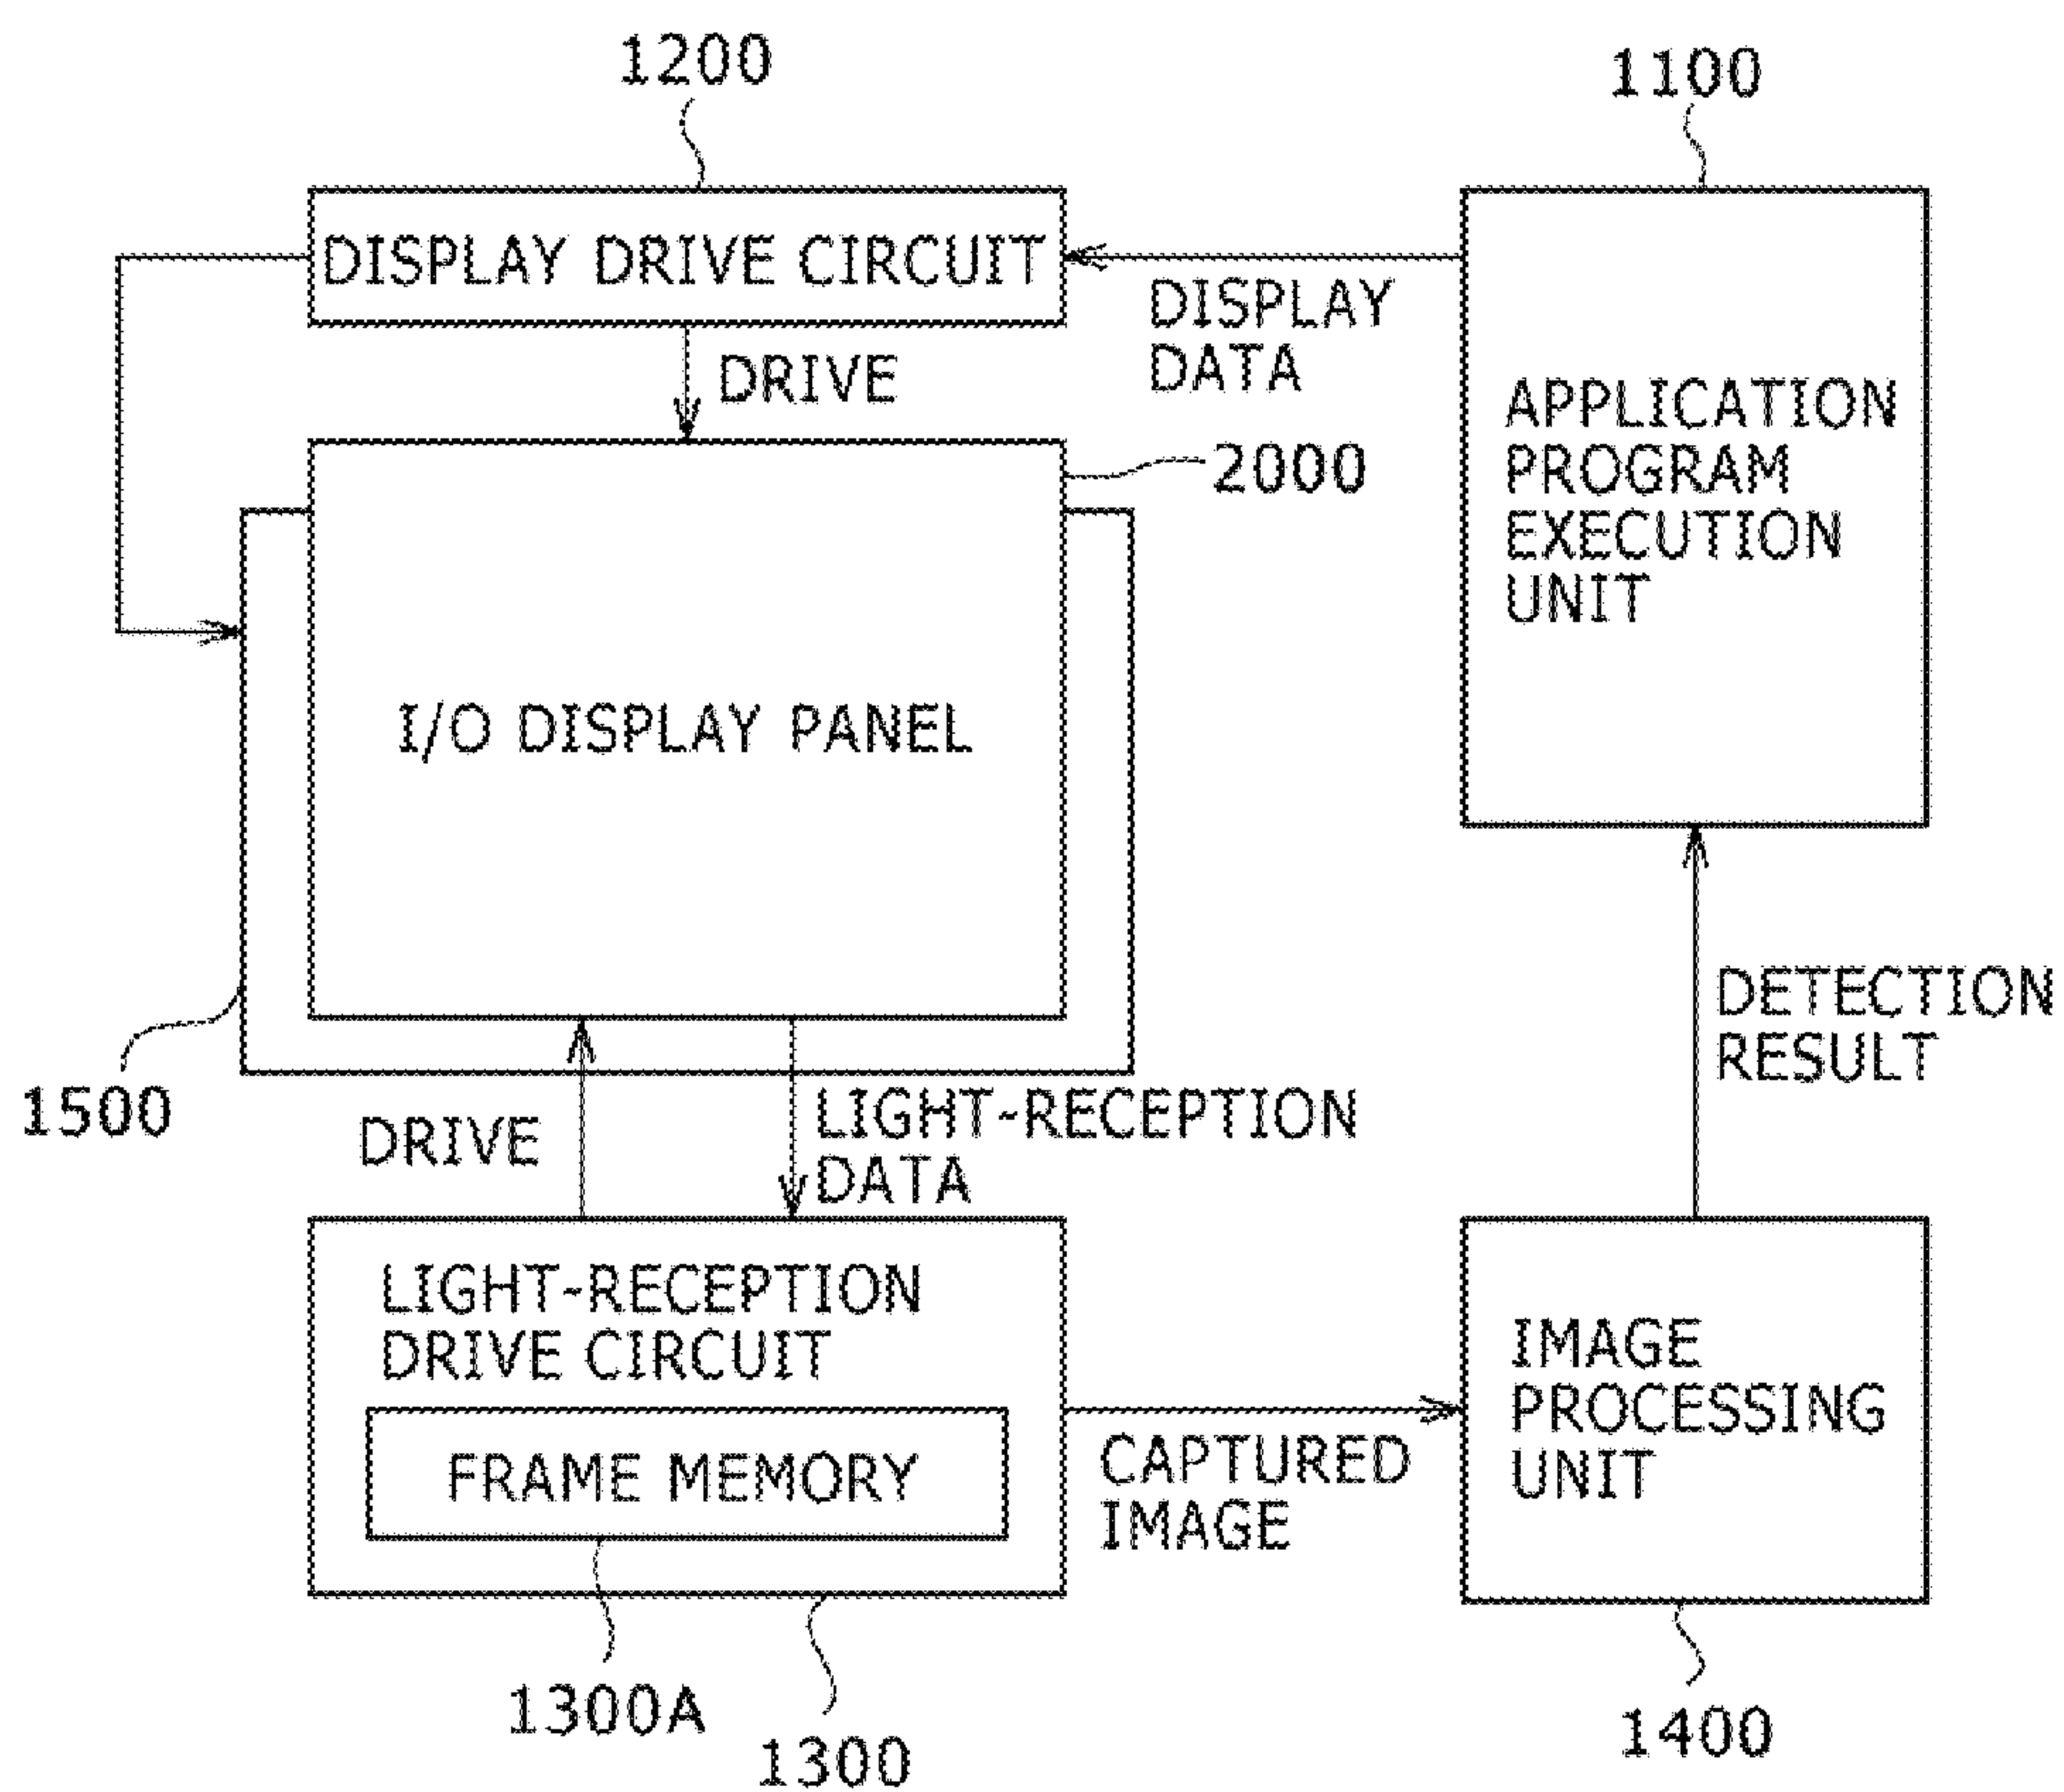 1200
1100
DISPLAY DRIVE CIRCUIT
DISPLAY
DATA
DRIVE
APPLICATION
PROGRAM
EXECUTION
UNIT
2000
I/O DISPLAY PANEL
DETECTION
RESULT
1500
DRIVE
LIGHT-RECEPTION
DATA
LIGHT-RECEPTION
DRIVE CIRCUIT
FRAME MEMORY
CAPTURED
IMAGE
IMAGE
PROCESSING
UNIT
1300A
1300
1400